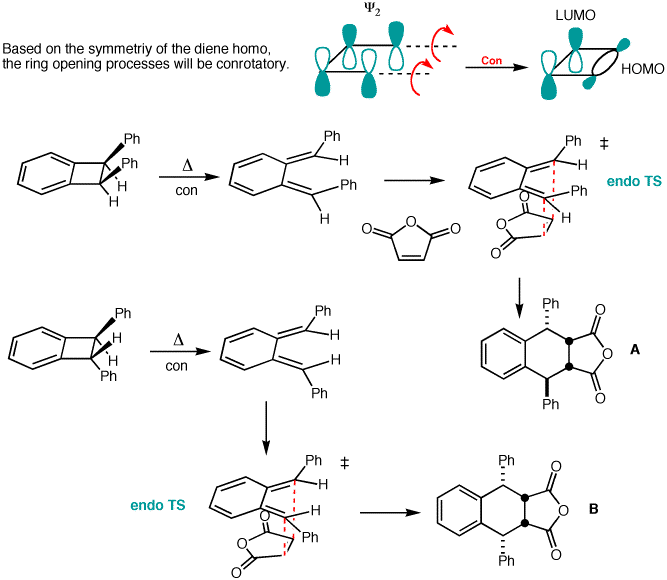 Ψ2
LUMO
Based on the symmetriy of the diene homo,
the ring opening processes will be conrotatory.
Con
HOMO
Ph
Ph
H
H
Δ
con
Ph
H
Ph
H
O
O
O
Ph
H
Ph
H
O
O
O
‡
endo TS
Ph
H
H
Ph
Δ
con
Ph
H
H
Ph
Ph
O
O
O
Ph
A
endo TS
Ph
H
H
Ph
O
O
O
‡
Ph
O
O
O
Ph
B